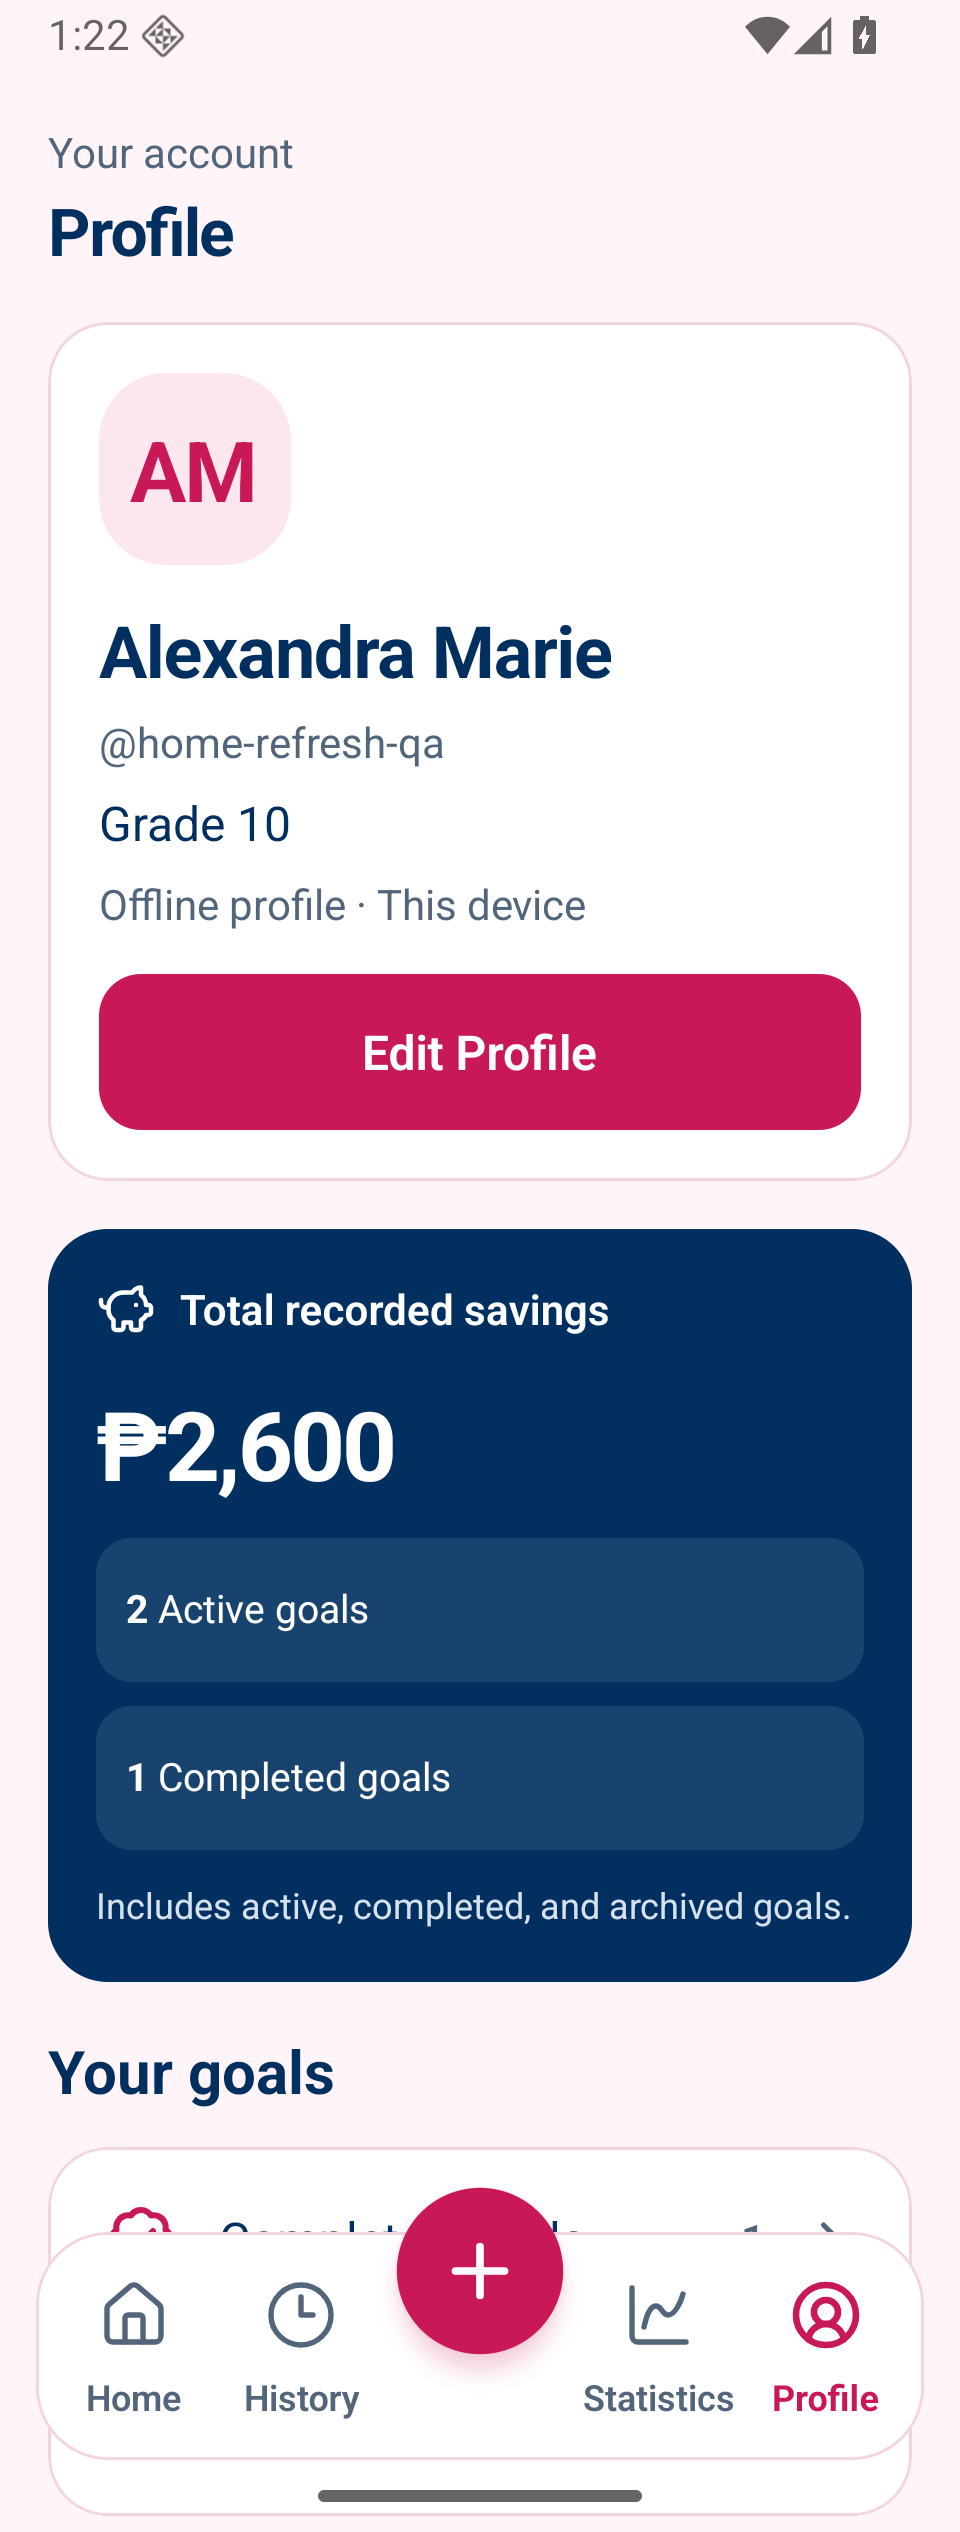 1:22
Your account
Profile
AM
Alexandra Marie
@home-refresh-qa
Grade 10
Offline profile · This device
Edit Profile
Total recorded savings
₱2,600
2 Active goals
1 Completed goals
Includes active, completed, and archived goals.
Your goals
Home
History
Statistics
Profile